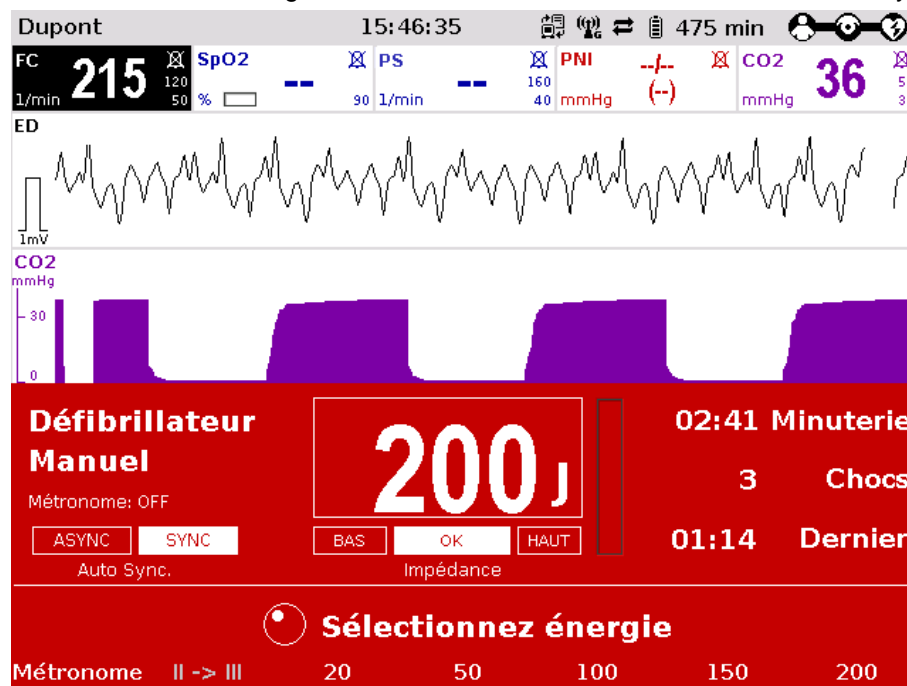 Dupont 15:46:35 475 min
FC 215 120 50 1/min
SpO2 -- 90 %
PS -- 160 40 1/min
PNI --/-- (--) mmHg
CO2 36 5 3 mmHg
ED
1mV
CO2
mmHg
30
0
Défibrillateur
Manuel
Métronome: OFF
ASYNC SYNC
Auto Sync.
200 J
BAS OK HAUT
Impédance
02:41 Minuterie
3 Chocs
01:14 Dernier
Sélectionnez énergie
Métronome II -> III 20 50 100 150 200